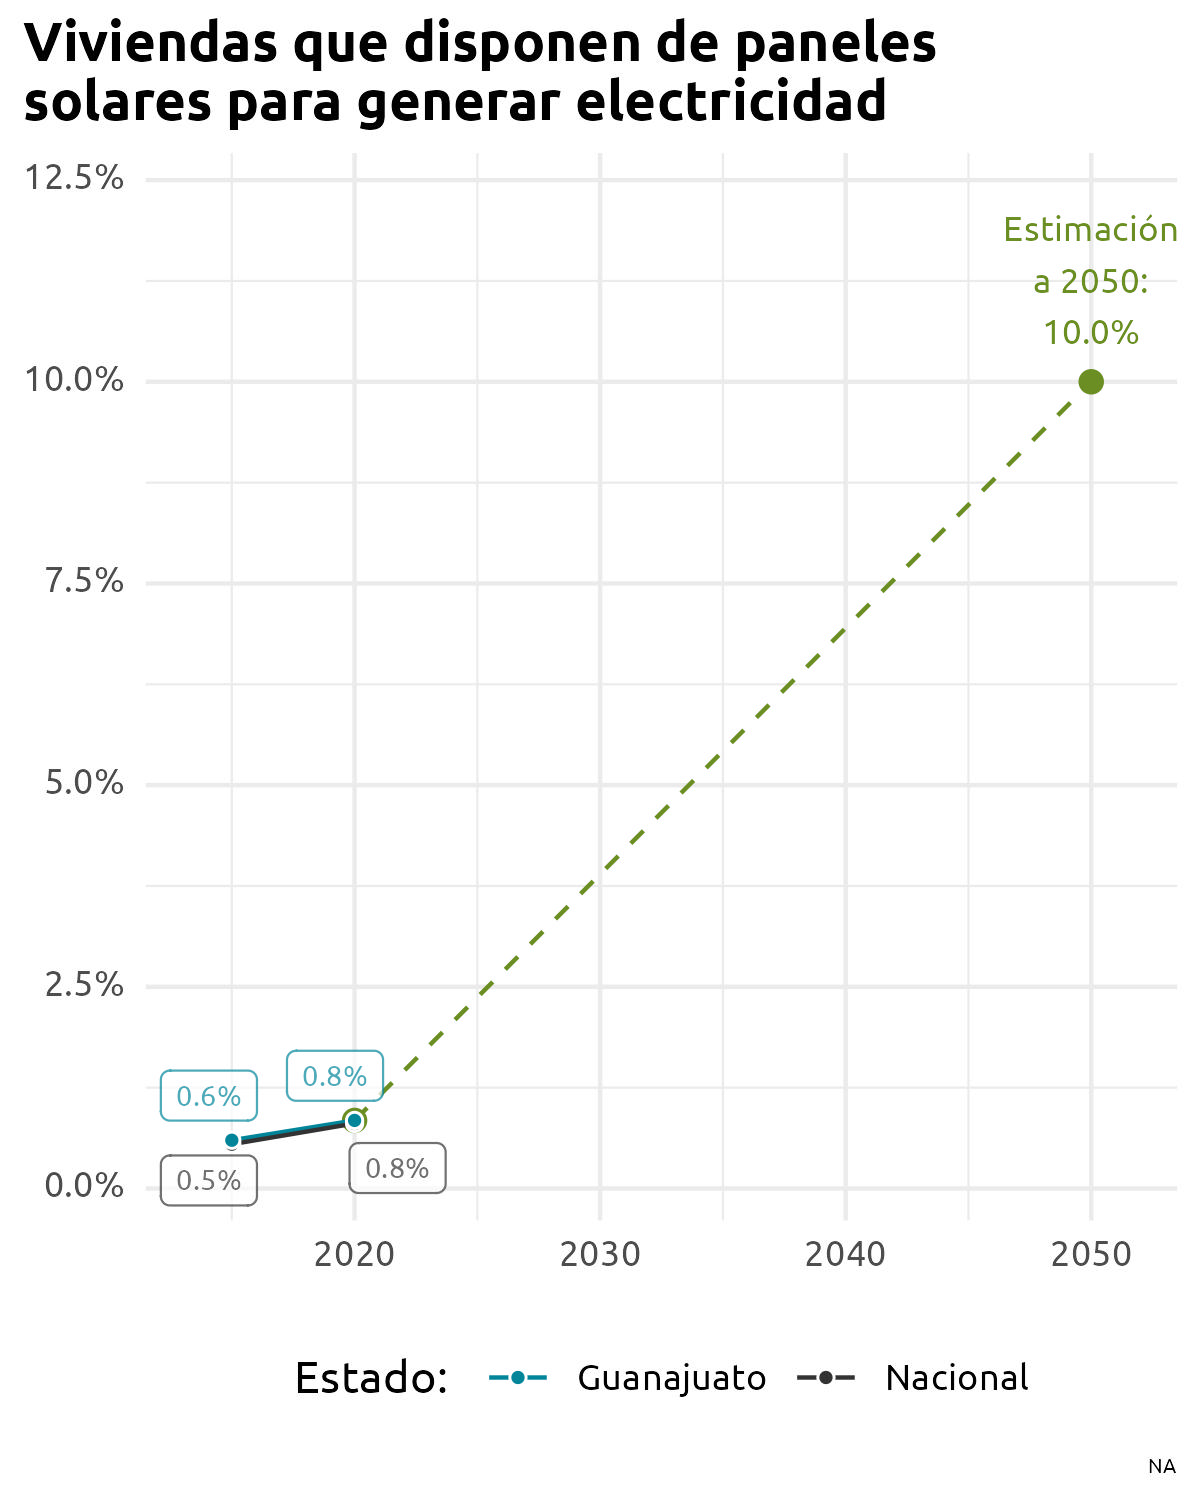 Viviendas que disponen de paneles
solares para generar electricidad
12.5%
Estimación
a 2050:
10.0%
10.0%
7.5%
5.0%
2.5%
0.8%
0.6%
0.8%
0.5%
0.0%
2020 2030 2040 2050
Estado: Guanajuato Nacional
NA